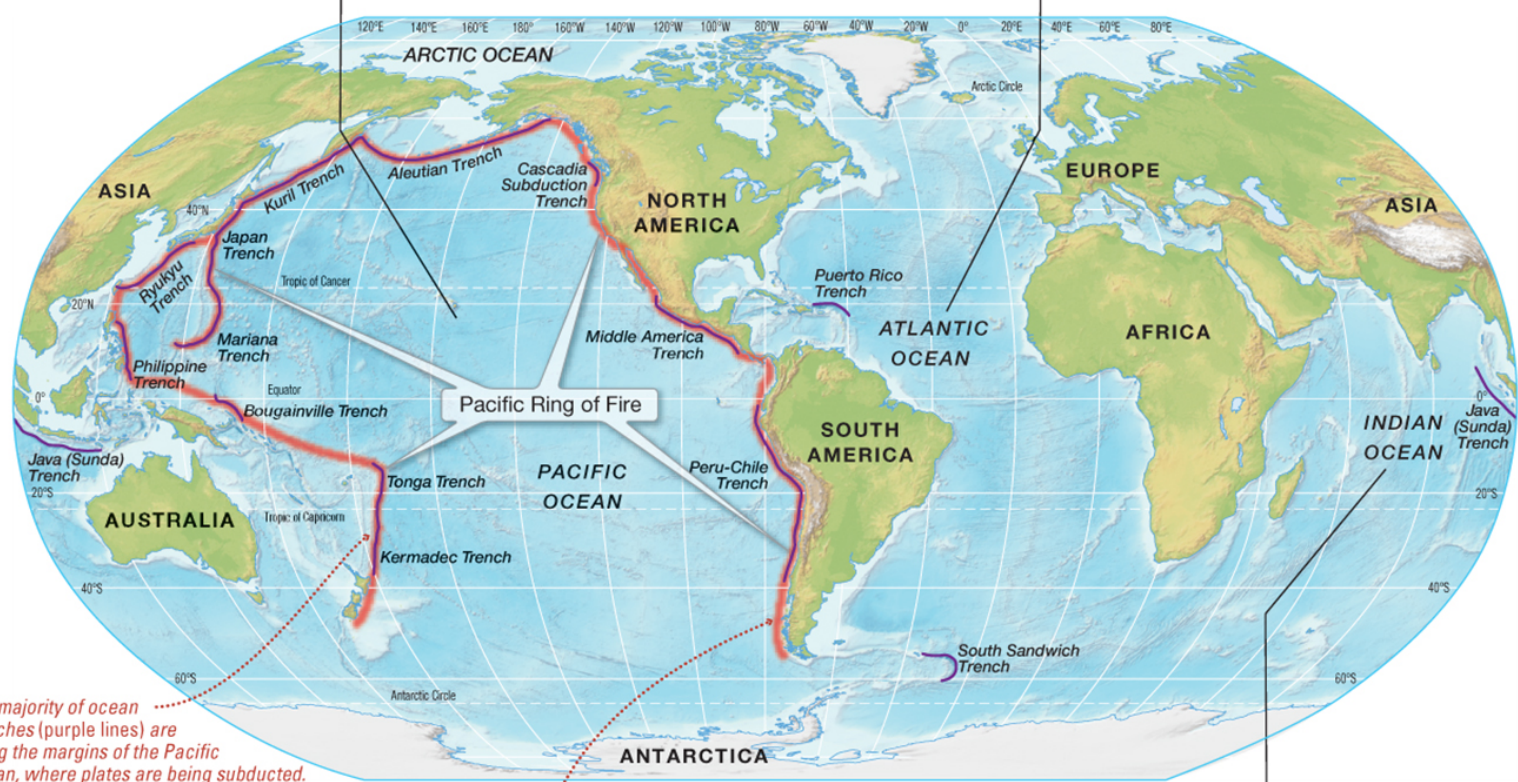 120°E 140°E 160°E 180° 160°W 140°W 120°W 100°W 80°W 60°W 40°W 20°W 0° 20°E 40°E 60°E 80°E
ARCTIC OCEAN
Arctic Circle
ASIA
Kuril Trench
Aleutian Trench
Cascadia
Subduction
Trench
NORTH
AMERICA
EUROPE
ASIA
40°N
Japan
Trench
Ryukyu
Trench
Tropic of Cancer
20°N
Puerto Rico
Trench
Mariana
Trench
Middle America
Trench
ATLANTIC
OCEAN
AFRICA
Philippine
Trench
Equator
0°
0°
Bougainville Trench
Pacific Ring of Fire
Java
(Sunda)
Trench
INDIAN
OCEAN
SOUTH
AMERICA
Java (Sunda)
Trench
PACIFIC
OCEAN
Peru-Chile
Trench
Tonga Trench
20°S
20°S
AUSTRALIA
Tropic of Capricorn
Kermadec Trench
40°S
40°S
South Sandwich
Trench
60°S
60°S
Antarctic Circle
majority of ocean
ches (purple lines) are
g the margins of the Pacific
an, where plates are being subducted.
ANTARCTICA